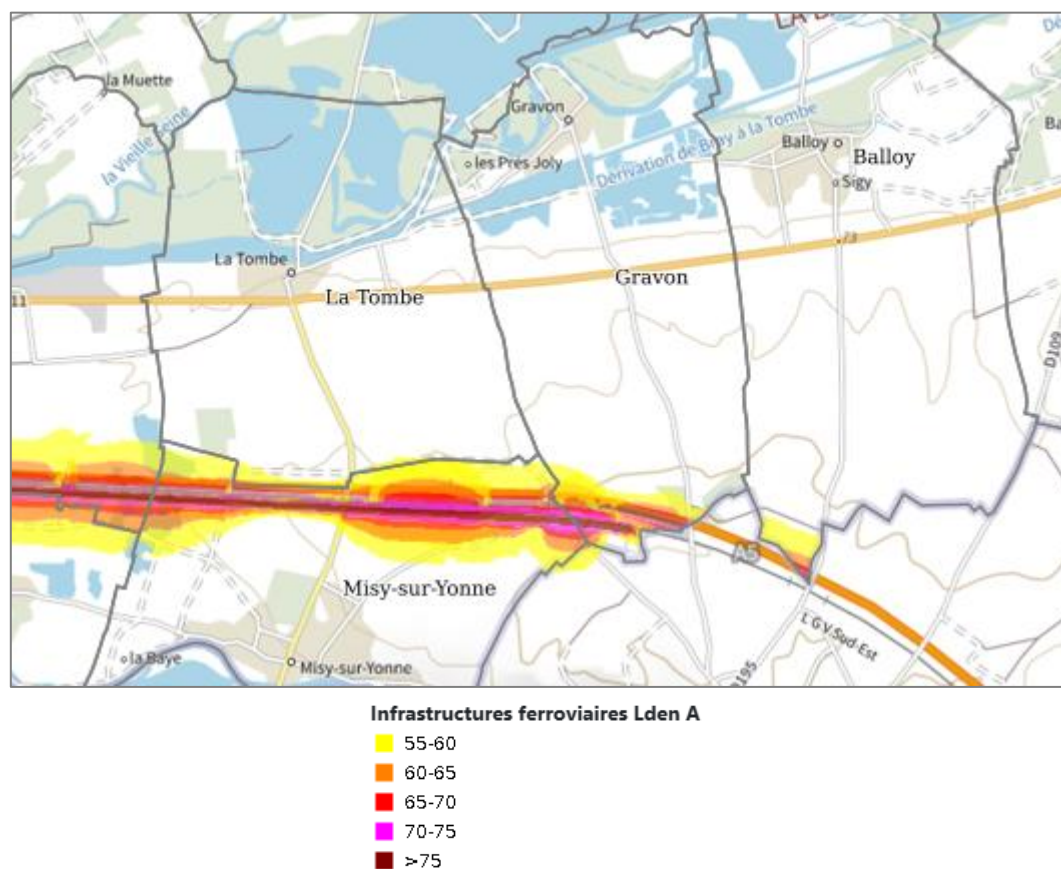 la Muette
la Vieille Seine
Gravon
les Prés Joly
Dérivation de Bray à la Tombe
Balloy
Balloy
Sigy
La Tombe
La Tombe
Gravon
73
11
D109
A5
Misy-sur-Yonne
L G V Sud-Est
la Baye
Misy-sur-Yonne
Infrastructures ferroviaires Lden A
55-60
60-65
65-70
70-75
>75